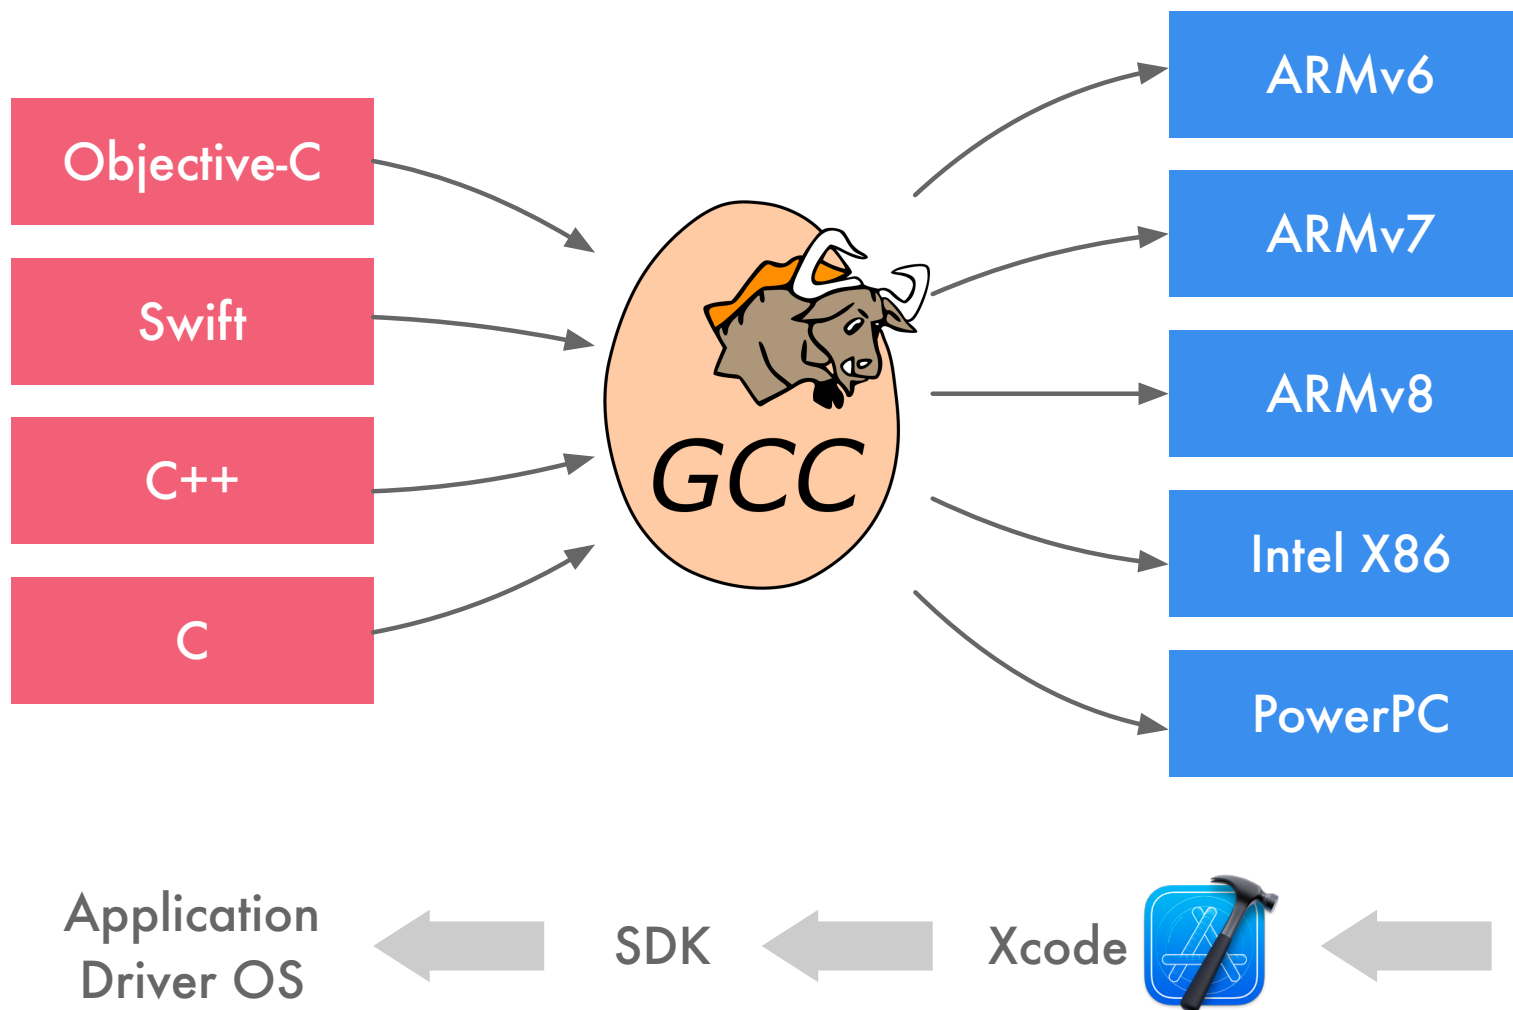 Objective-C
Swift
C++
C
GCC
ARMv6
ARMv7
ARMv8
Intel X86
PowerPC
Application
Driver OS
SDK
Xcode